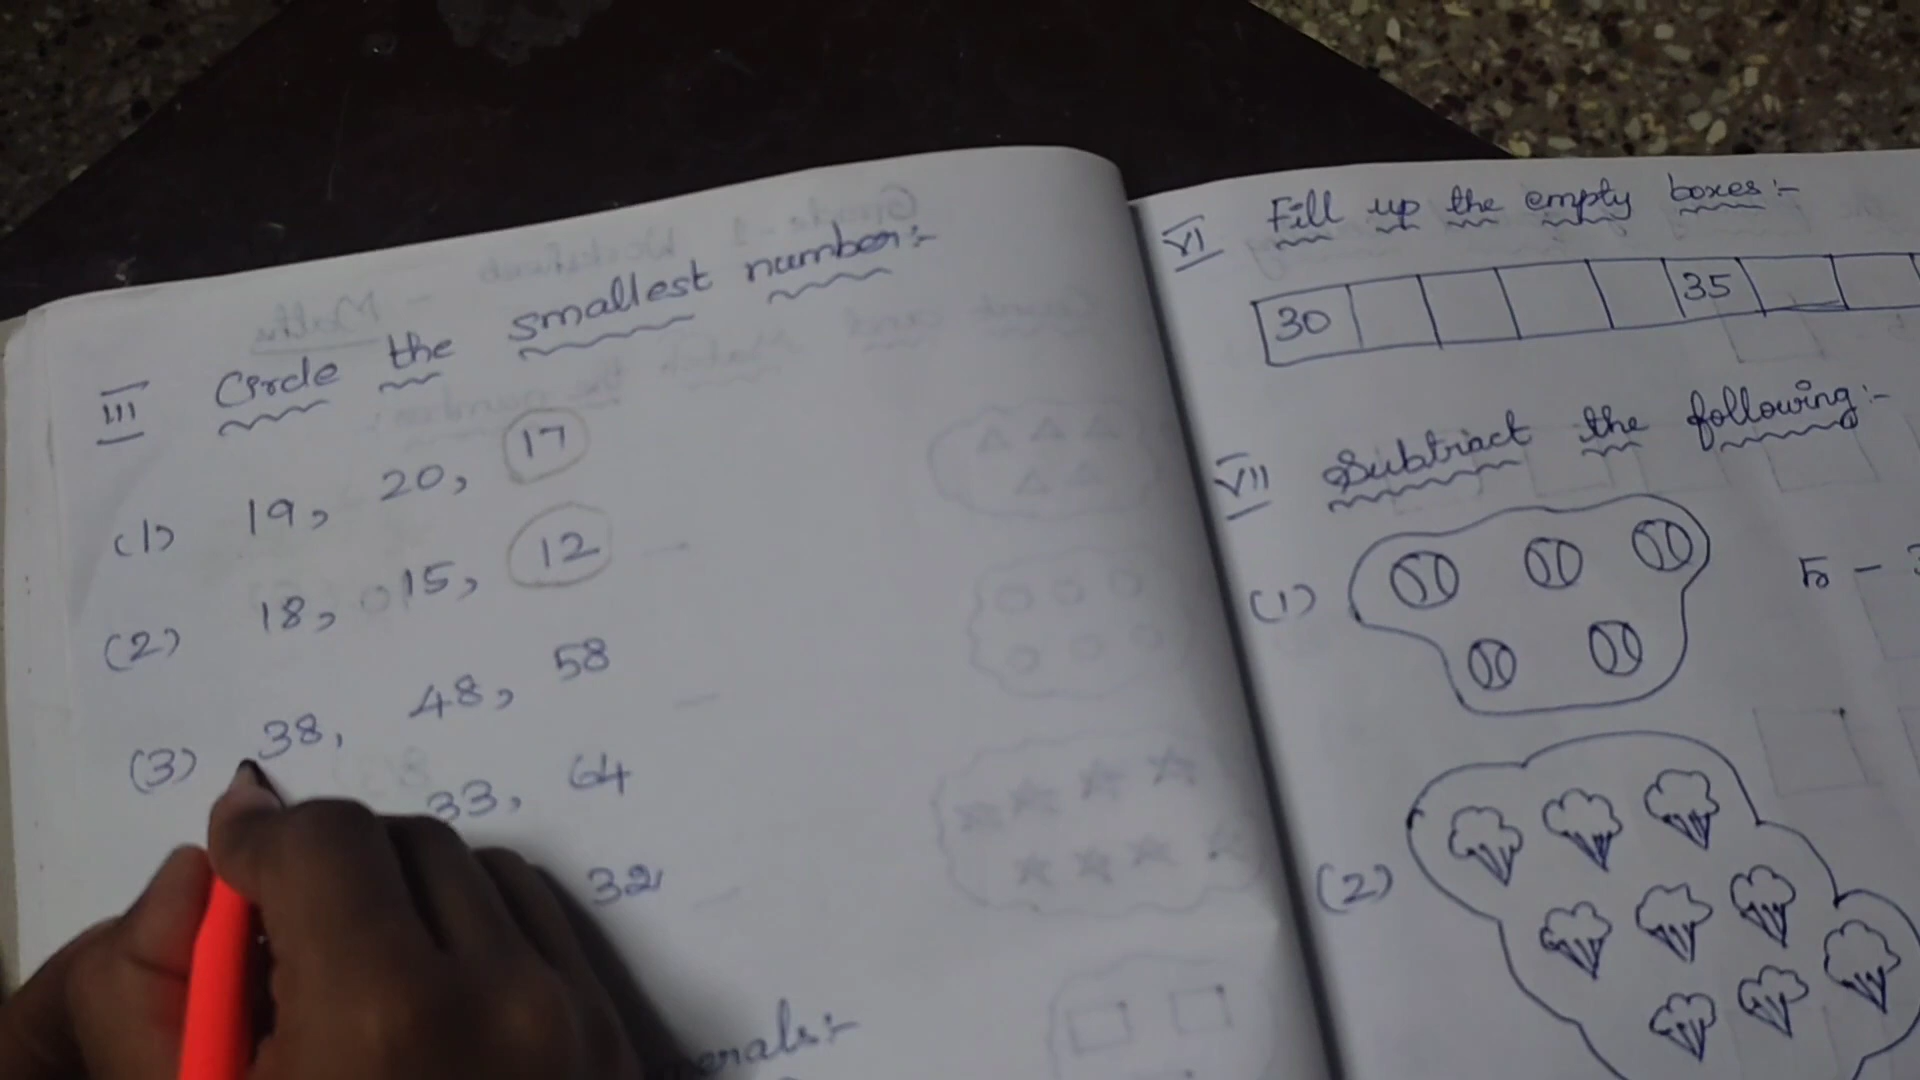 III Circle the smallest number:-
(1) 19, 20, 17
(2) 18, 15, 12
(3) 38, 48, 58
33, 64
32
VI Fill up the empty boxes:-
30 35
VII Subtract the following:-
(1) 5 -
(2)